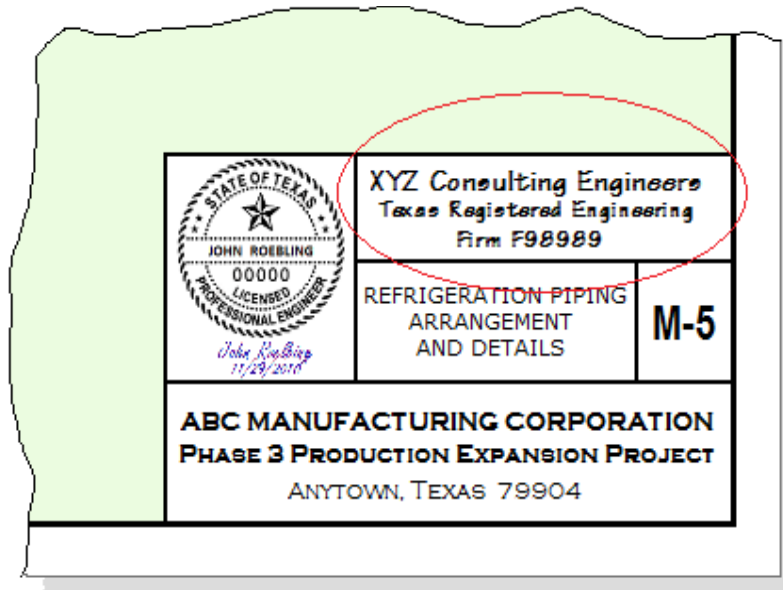 STATE OF TEXAS
JOHN ROEBLING
00000
LICENSED
PROFESSIONAL ENGINEER
John Roebling
11/29/2010
XYZ Consulting Engineers
Texas Registered Engineering
Firm F98989
REFRIGERATION PIPING
ARRANGEMENT
AND DETAILS
M-5
ABC MANUFACTURING CORPORATION
PHASE 3 PRODUCTION EXPANSION PROJECT
ANYTOWN, TEXAS 79904